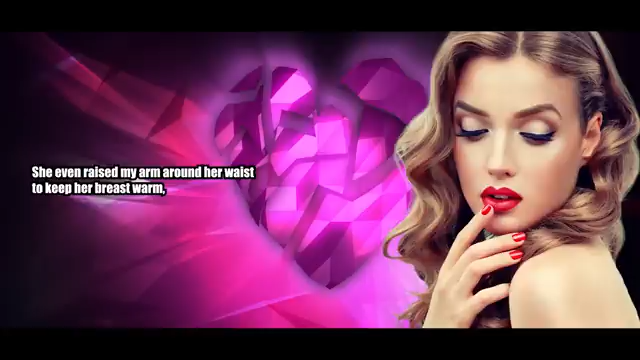 She even raised my arm around her waist
to keep her breast warm,